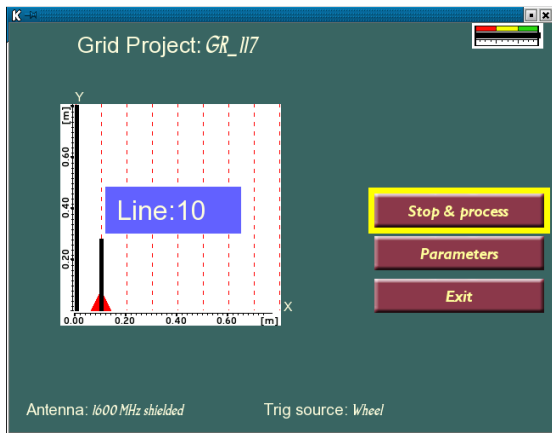 K
Grid Project: GR_117
Y
[m]
0.60
0.40
0.20
Line:10
X
0.00 0.20 0.40 0.60 [m]
Stop & process
Parameters
Exit
Antenna: 1600 MHz shielded
Trig source: Wheel